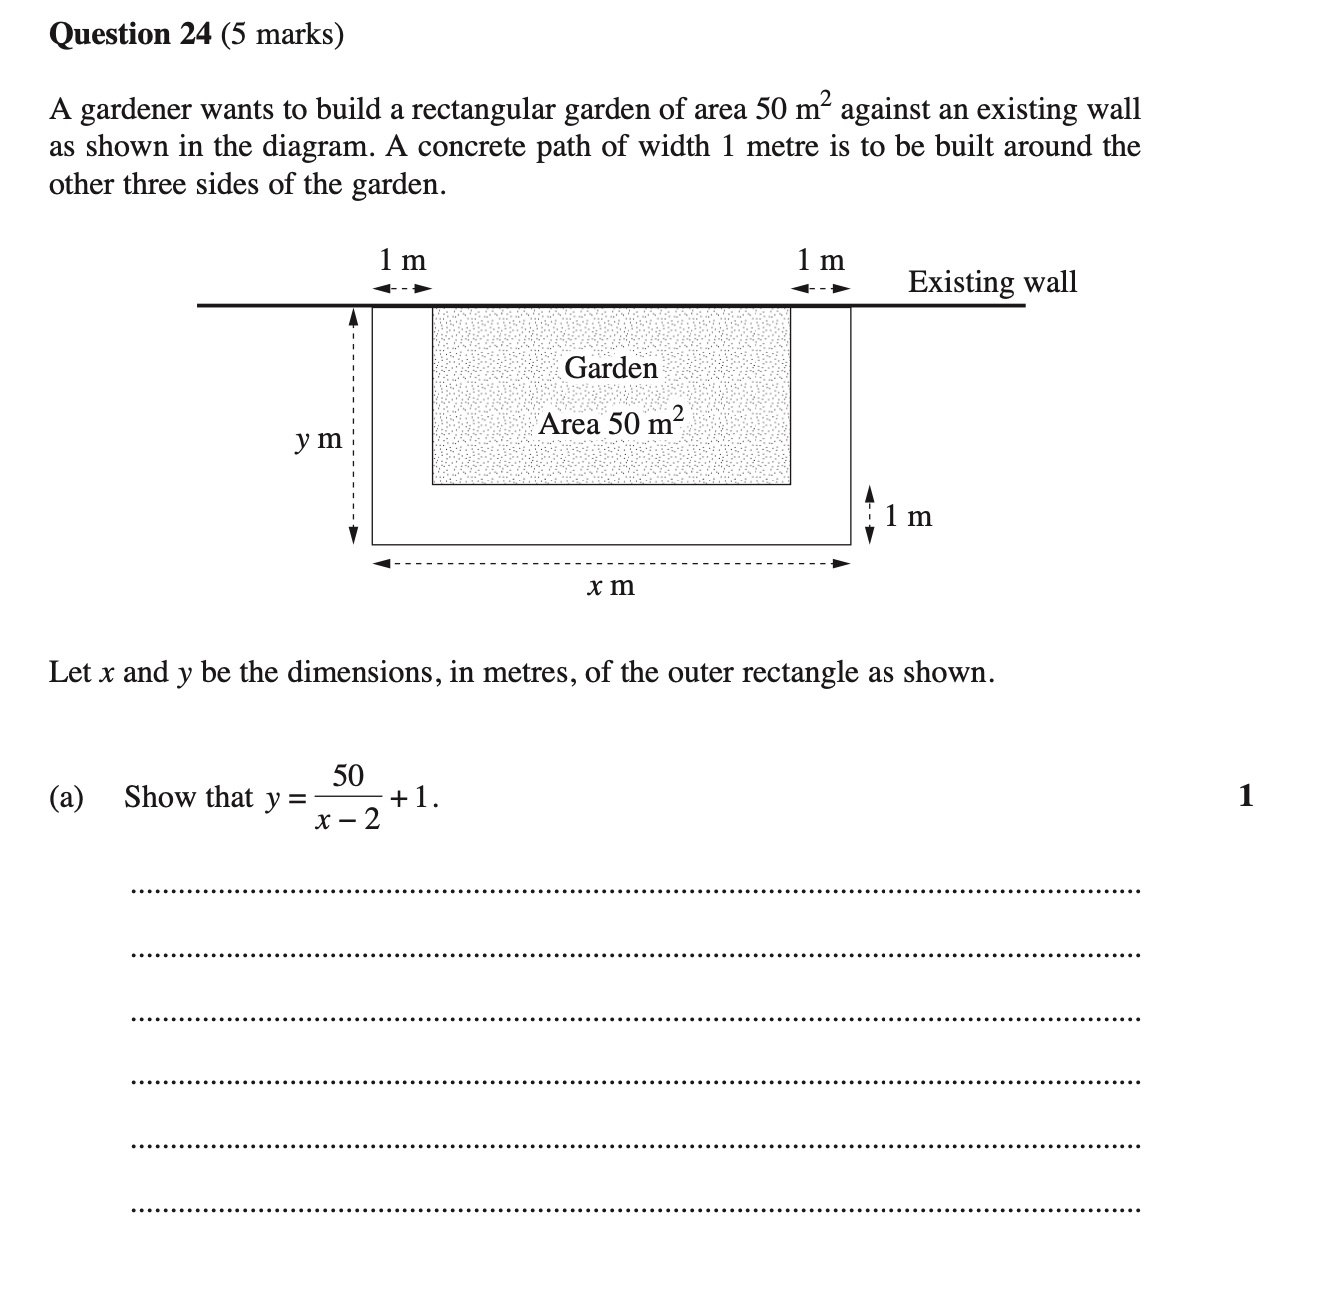 Question 24 (5 marks)
A gardener wants to build a rectangular garden of area 50 m² against an existing wall
as shown in the diagram. A concrete path of width 1 metre is to be built around the
other three sides of the garden.
1 m
1 m
Existing wall
Garden
Area 50 m²
y m
1 m
x m
Let x and y be the dimensions, in metres, of the outer rectangle as shown.
(a) Show that y = 50/(x − 2) + 1. 1